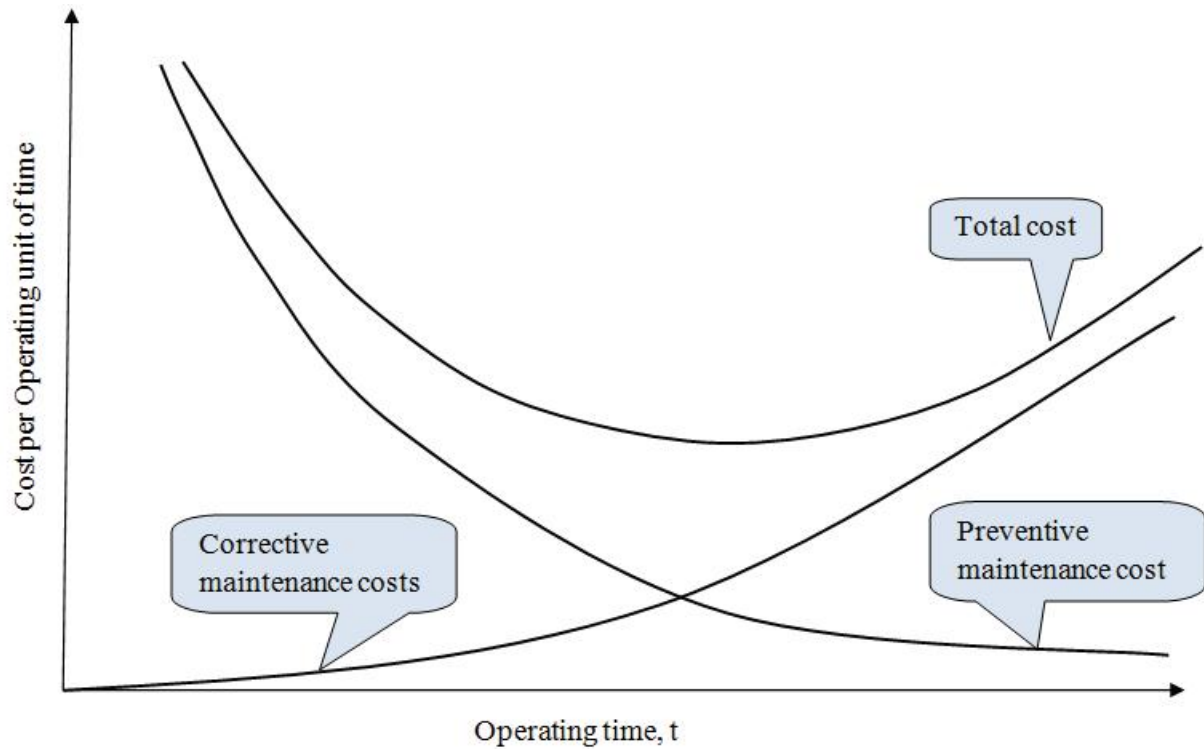 Cost per Operating unit of time
Total cost
Corrective
maintenance costs
Preventive
maintenance cost
Operating time, t